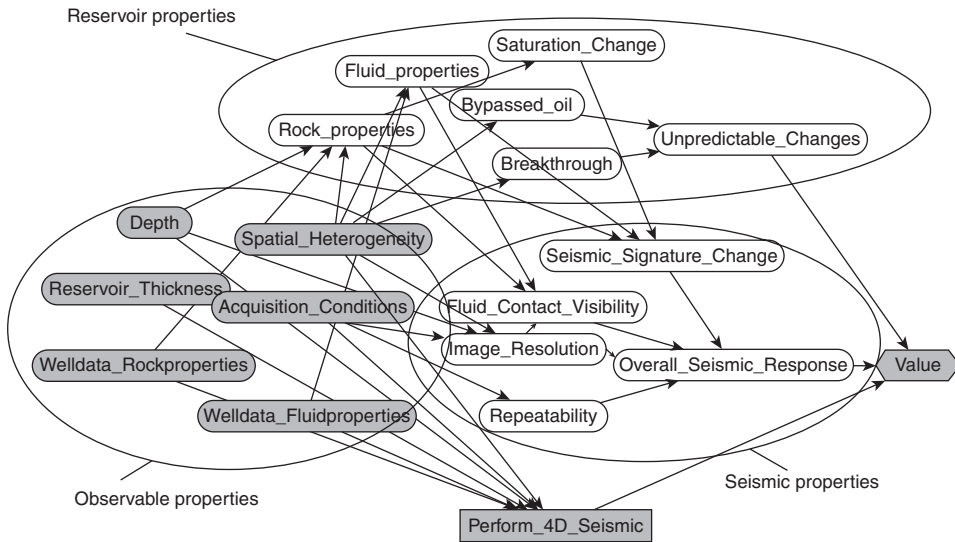 Reservoir properties
Saturation_Change
Fluid_properties
Bypassed_oil
Rock_properties
Unpredictable_Changes
Breakthrough
Depth
Spatial_Heterogeneity
Seismic_Signature_Change
Reservoir_Thickness
Acquisition_Conditions
Fluid_Contact_Visibility
Image_Resolution
Welldata_Rockproperties
Overall_Seismic_Response
Value
Welldata_Fluidproperties
Repeatability
Observable properties
Seismic properties
Perform_4D_Seismic